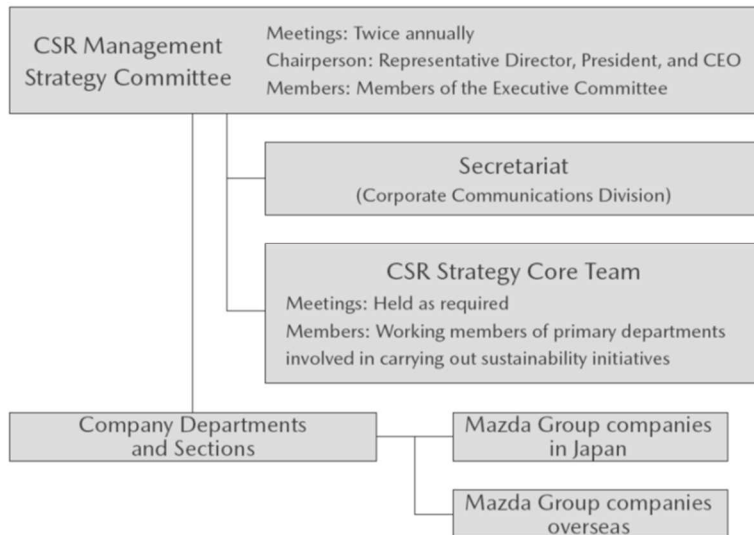 CSR Management
Strategy Committee
Meetings: Twice annually
Chairperson: Representative Director, President, and CEO
Members: Members of the Executive Committee
Secretariat
(Corporate Communications Division)
CSR Strategy Core Team
Meetings: Held as required
Members: Working members of primary departments
involved in carrying out sustainability initiatives
Company Departments
and Sections
Mazda Group companies
in Japan
Mazda Group companies
overseas